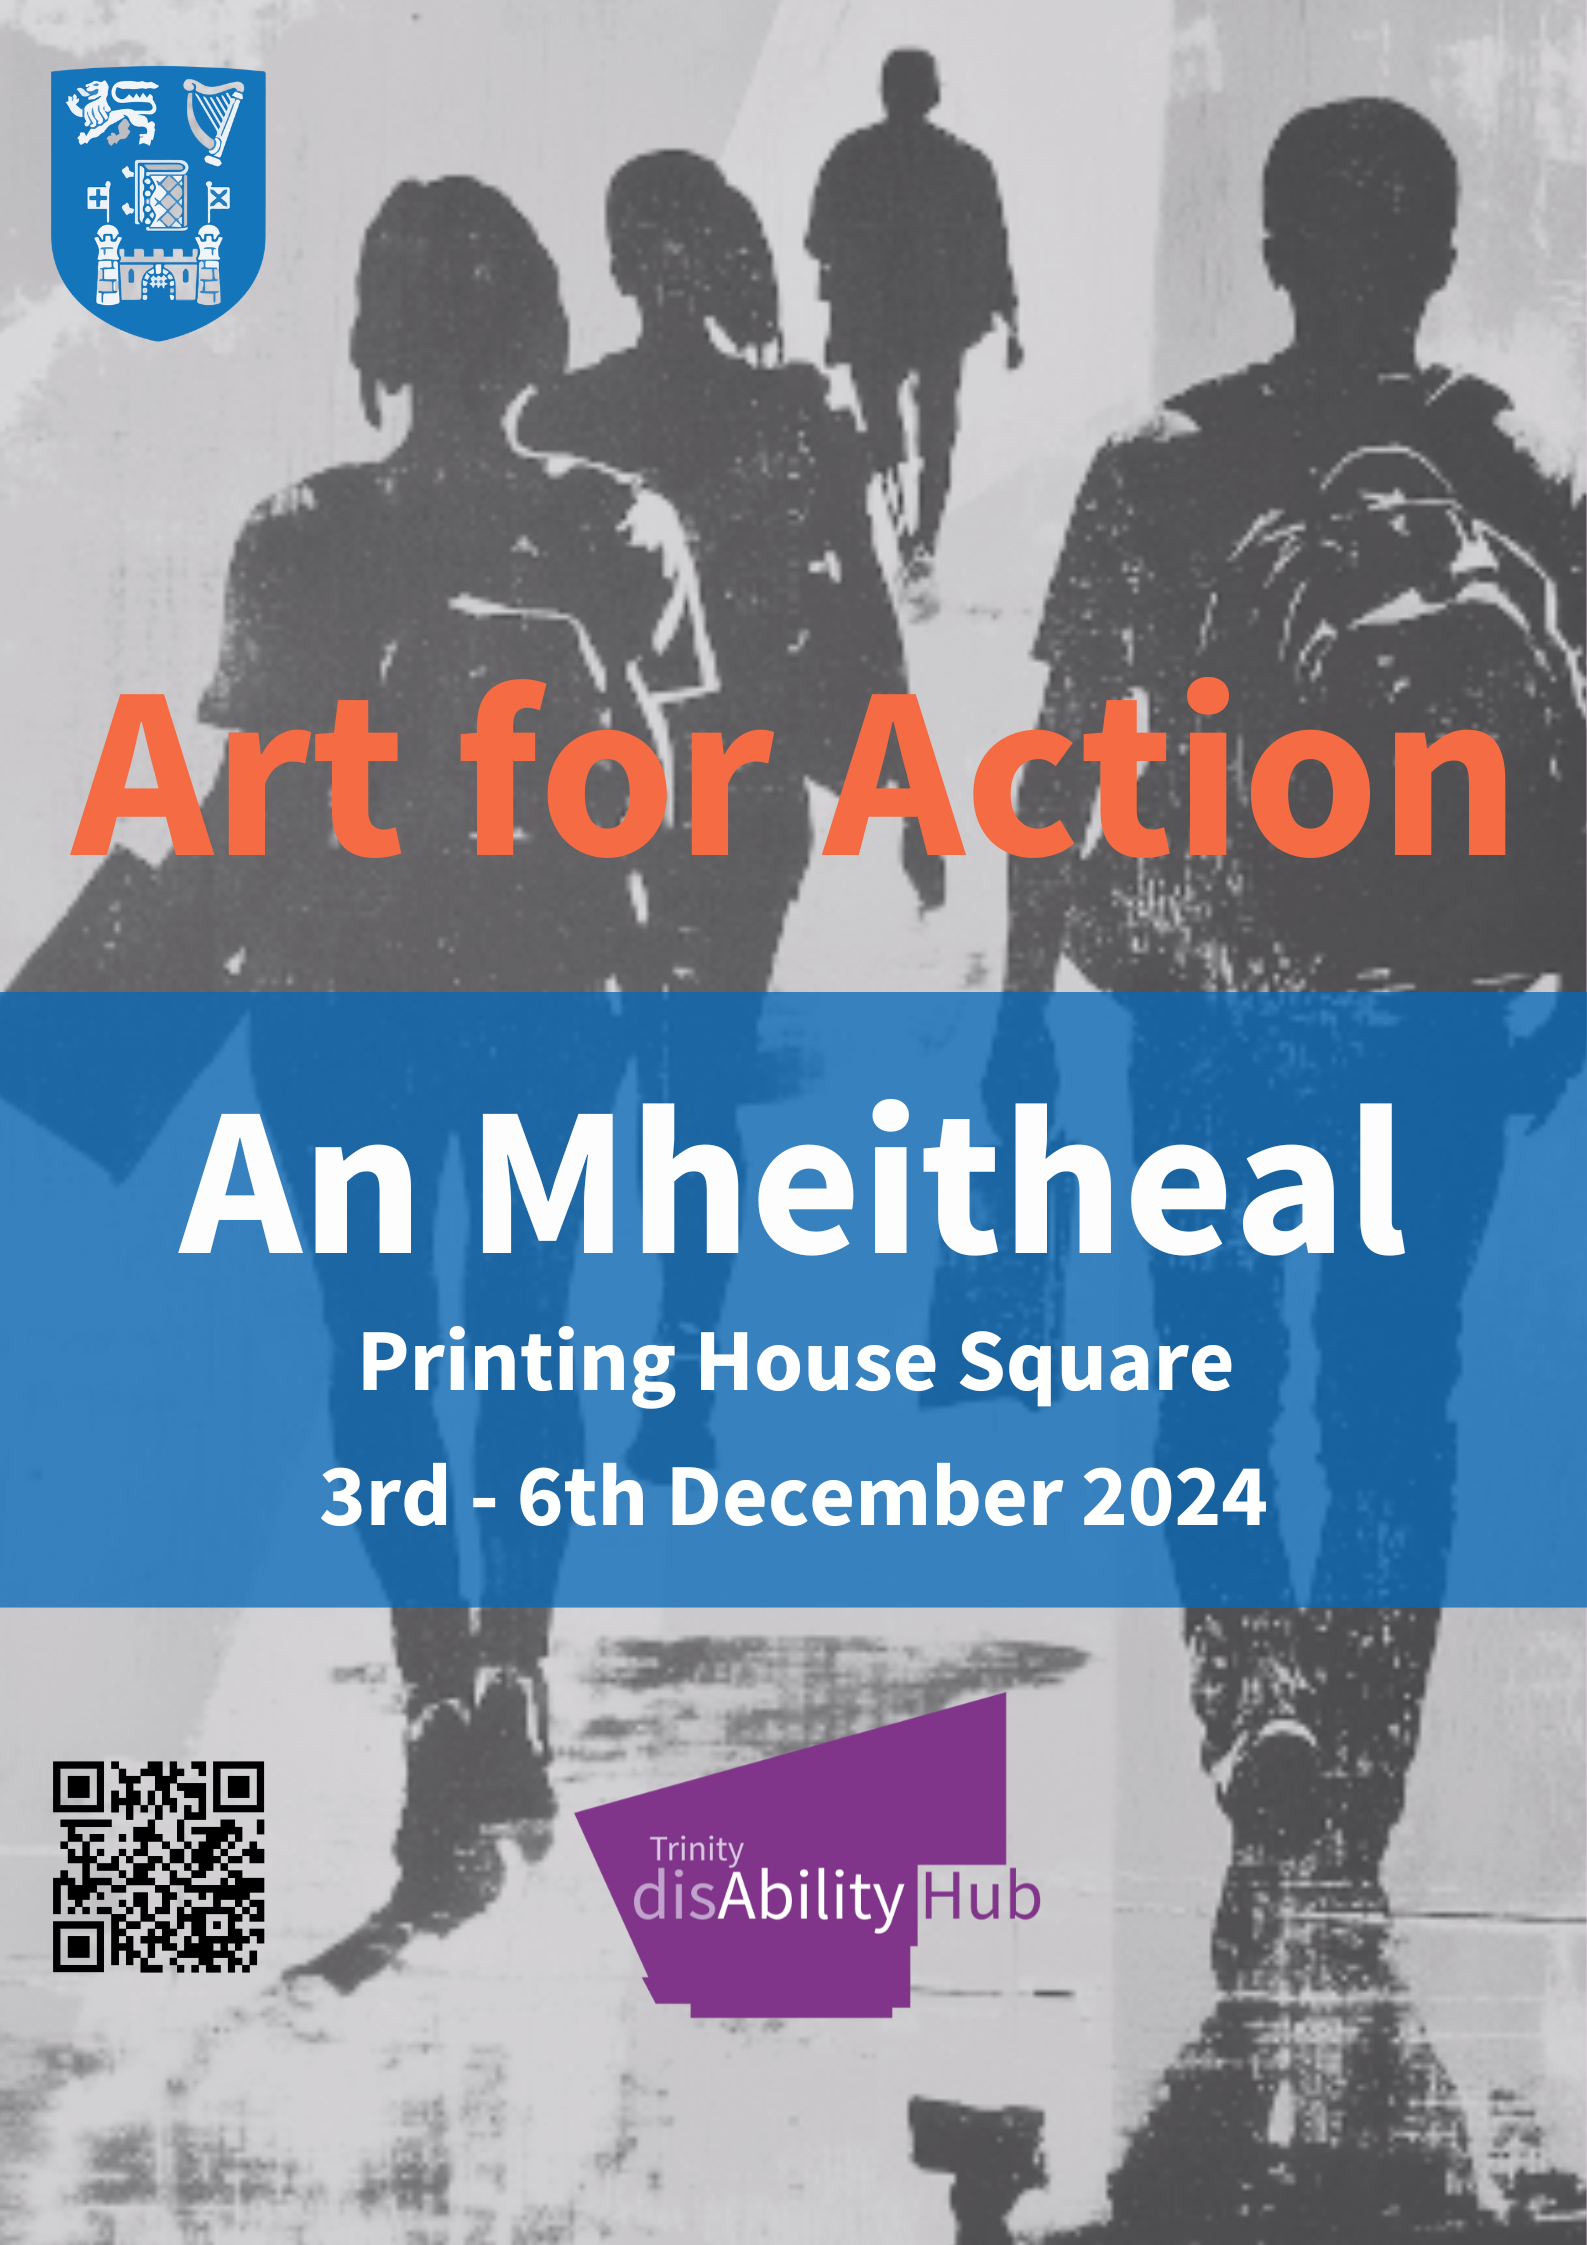 Art for Action
An Mheitheal
Printing House Square
3rd - 6th December 2024
Trinity
disAbility Hub